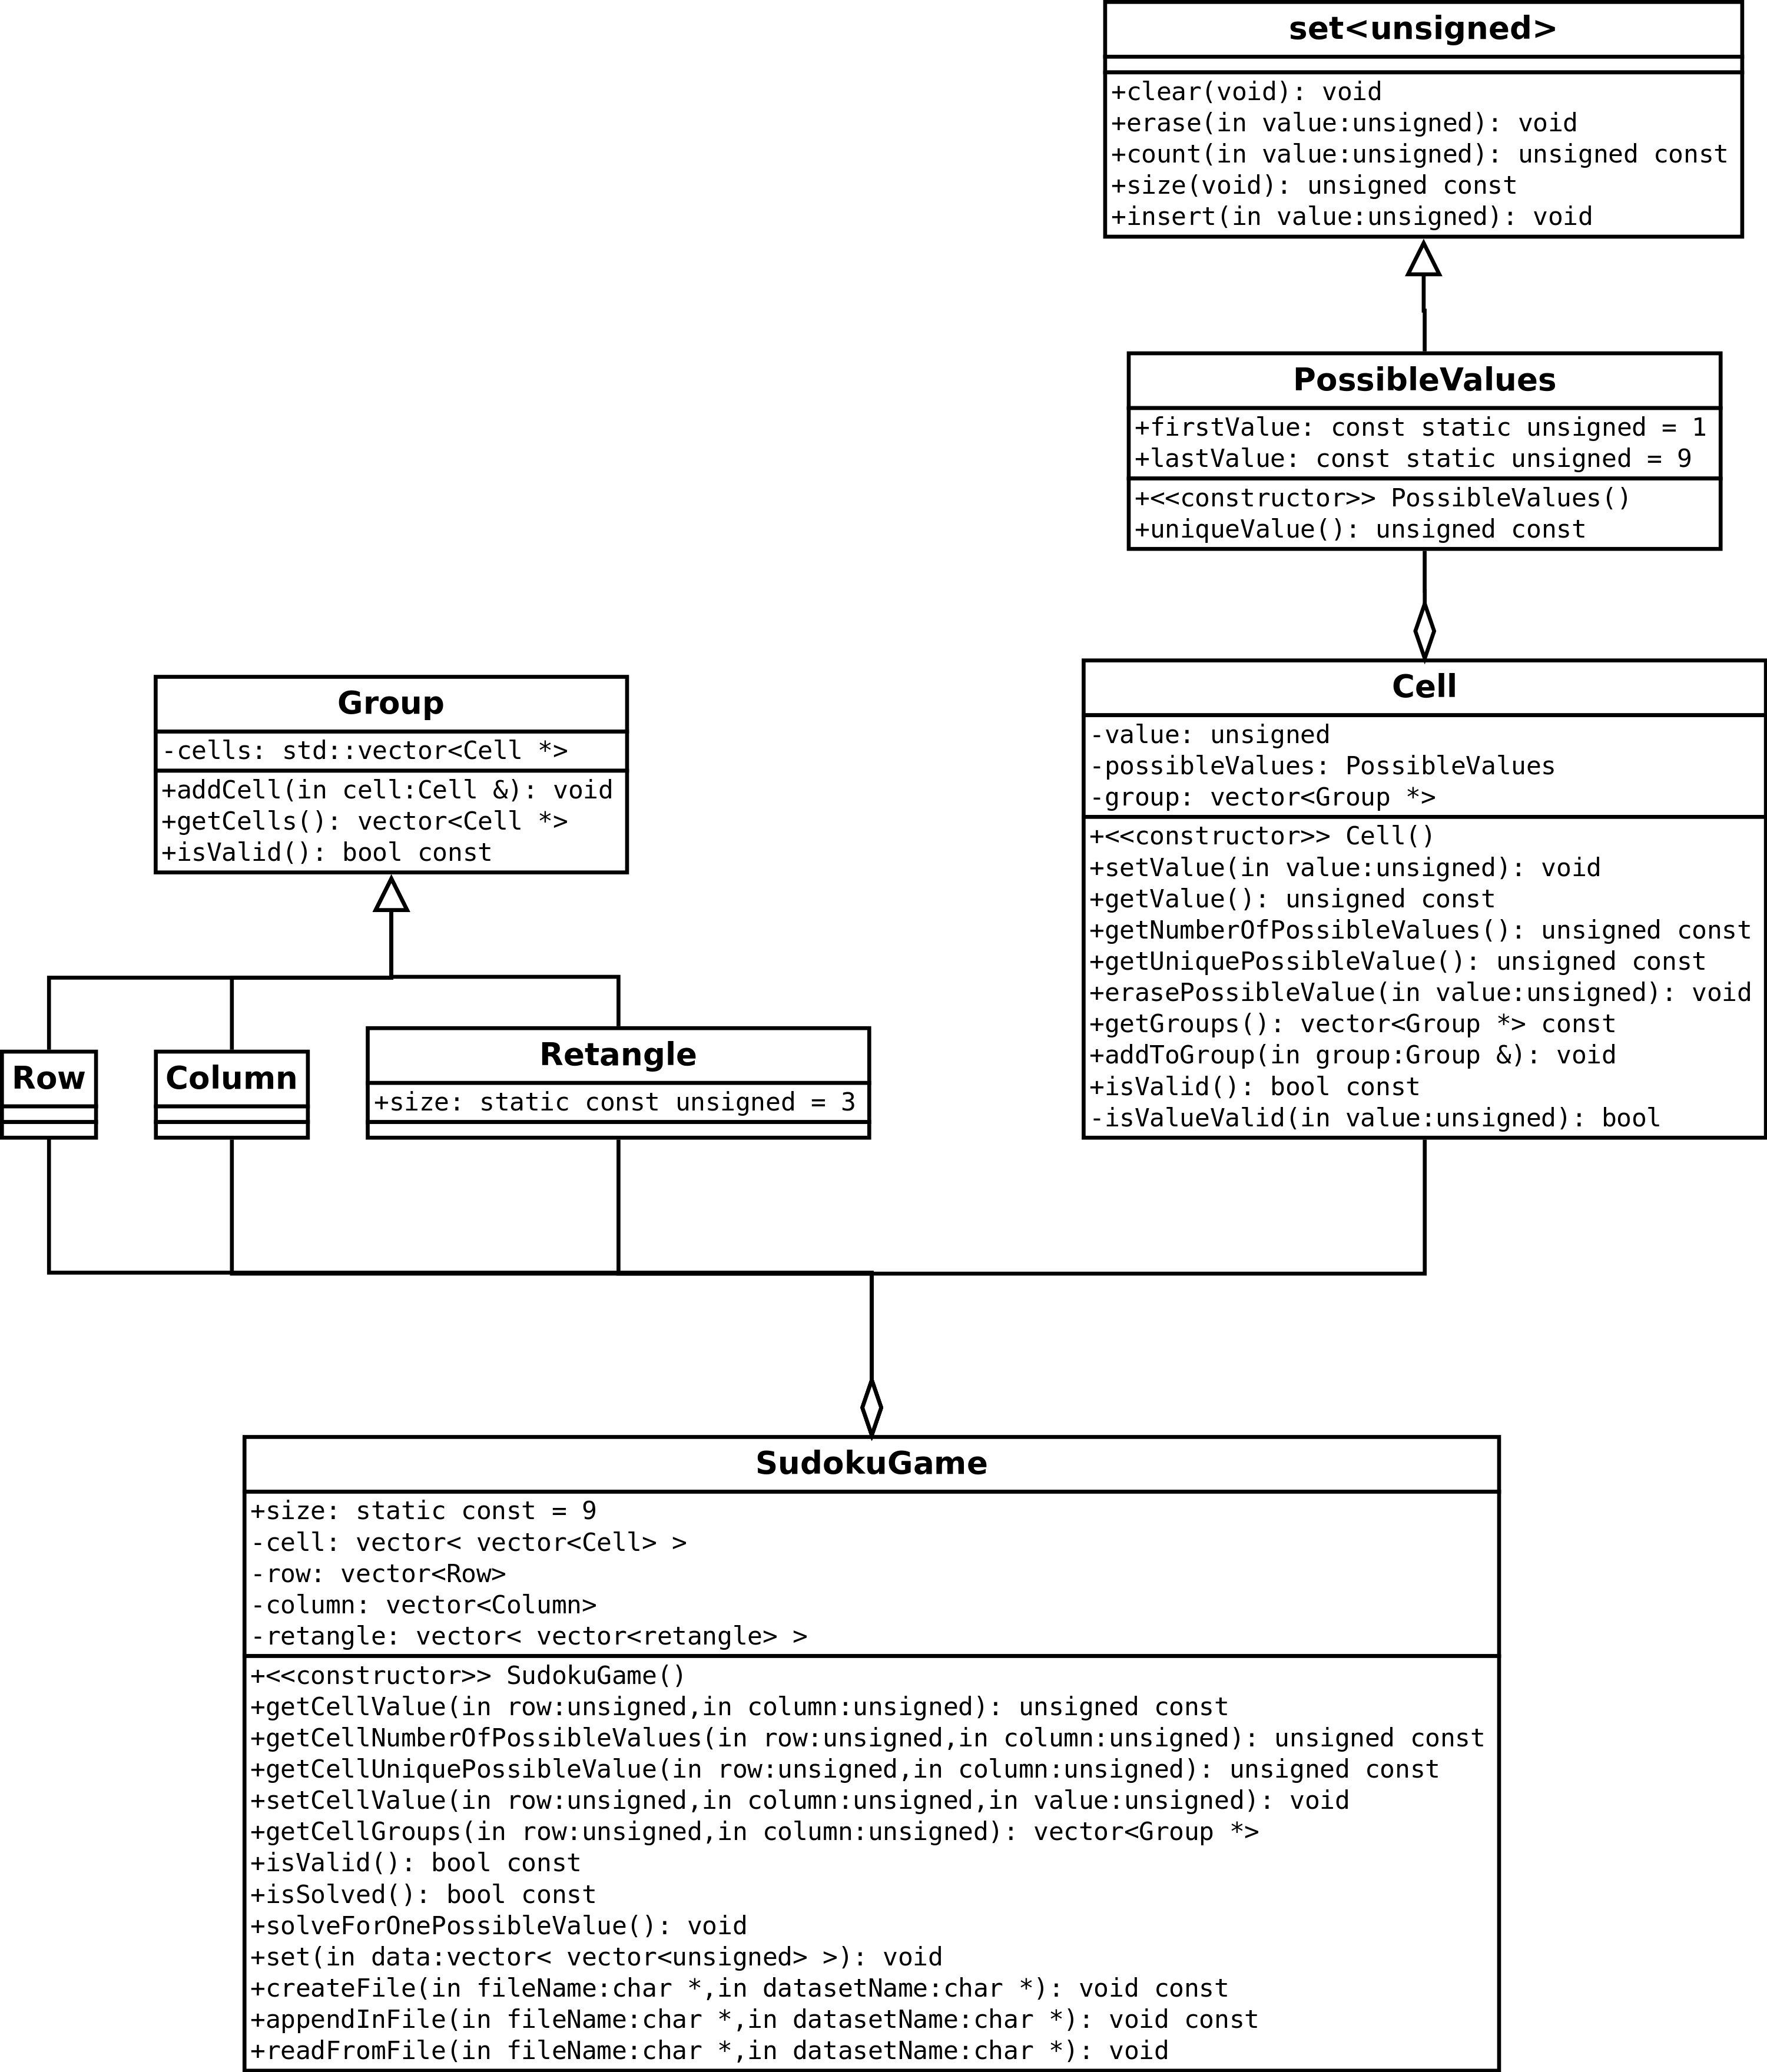 set<unsigned>
+clear(void): void
+erase(in value:unsigned): void
+count(in value:unsigned): unsigned const
+size(void): unsigned const
+insert(in value:unsigned): void
PossibleValues
+firstValue: const static unsigned = 1
+lastValue: const static unsigned = 9
+<<constructor>> PossibleValues()
+uniqueValue(): unsigned const
Group
-cells: std::vector<Cell *>
+addCell(in cell:Cell &): void
+getCells(): vector<Cell *>
+isValid(): bool const
Cell
-value: unsigned
-possibleValues: PossibleValues
-group: vector<Group *>
+<<constructor>> Cell()
+setValue(in value:unsigned): void
+getValue(): unsigned const
+getNumberOfPossibleValues(): unsigned const
+getUniquePossibleValue(): unsigned const
+erasePossibleValue(in value:unsigned): void
+getGroups(): vector<Group *> const
+addToGroup(in group:Group &): void
+isValid(): bool const
-isValueValid(in value:unsigned): bool
Row
Column
Retangle
+size: static const unsigned = 3
SudokuGame
+size: static const = 9
-cell: vector< vector<Cell> >
-row: vector<Row>
-column: vector<Column>
-retangle: vector< vector<retangle> >
+<<constructor>> SudokuGame()
+getCellValue(in row:unsigned,in column:unsigned): unsigned const
+getCellNumberOfPossibleValues(in row:unsigned,in column:unsigned): unsigned const
+getCellUniquePossibleValue(in row:unsigned,in column:unsigned): unsigned const
+setCellValue(in row:unsigned,in column:unsigned,in value:unsigned): void
+getCellGroups(in row:unsigned,in column:unsigned): vector<Group *>
+isValid(): bool const
+isSolved(): bool const
+solveForOnePossibleValue(): void
+set(in data:vector< vector<unsigned> >): void
+createFile(in fileName:char *,in datasetName:char *): void const
+appendInFile(in fileName:char *,in datasetName:char *): void const
+readFromFile(in fileName:char *,in datasetName:char *): void